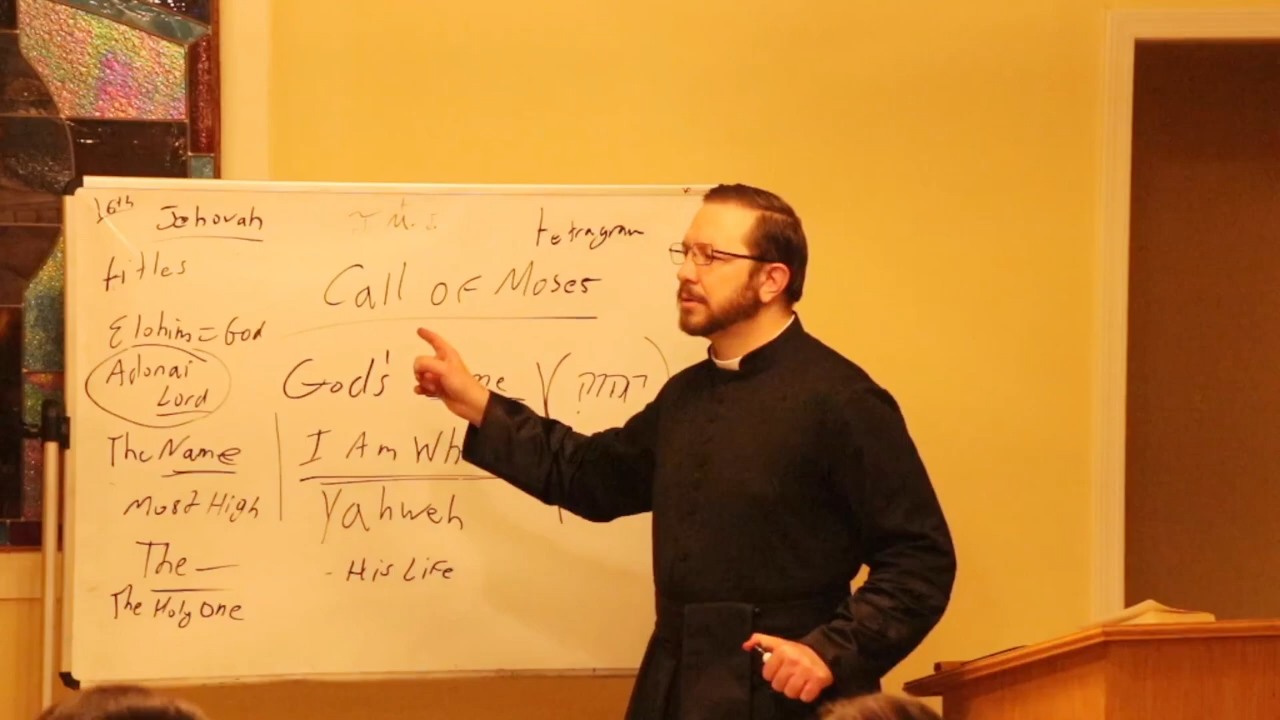 16th
Jehovah
tetragram
titles
Call of Moses
Elohim = God
Adonai
Lord
God's
I Am Wh
The Name
Most High
Yahweh
The —
- His Life
The Holy One